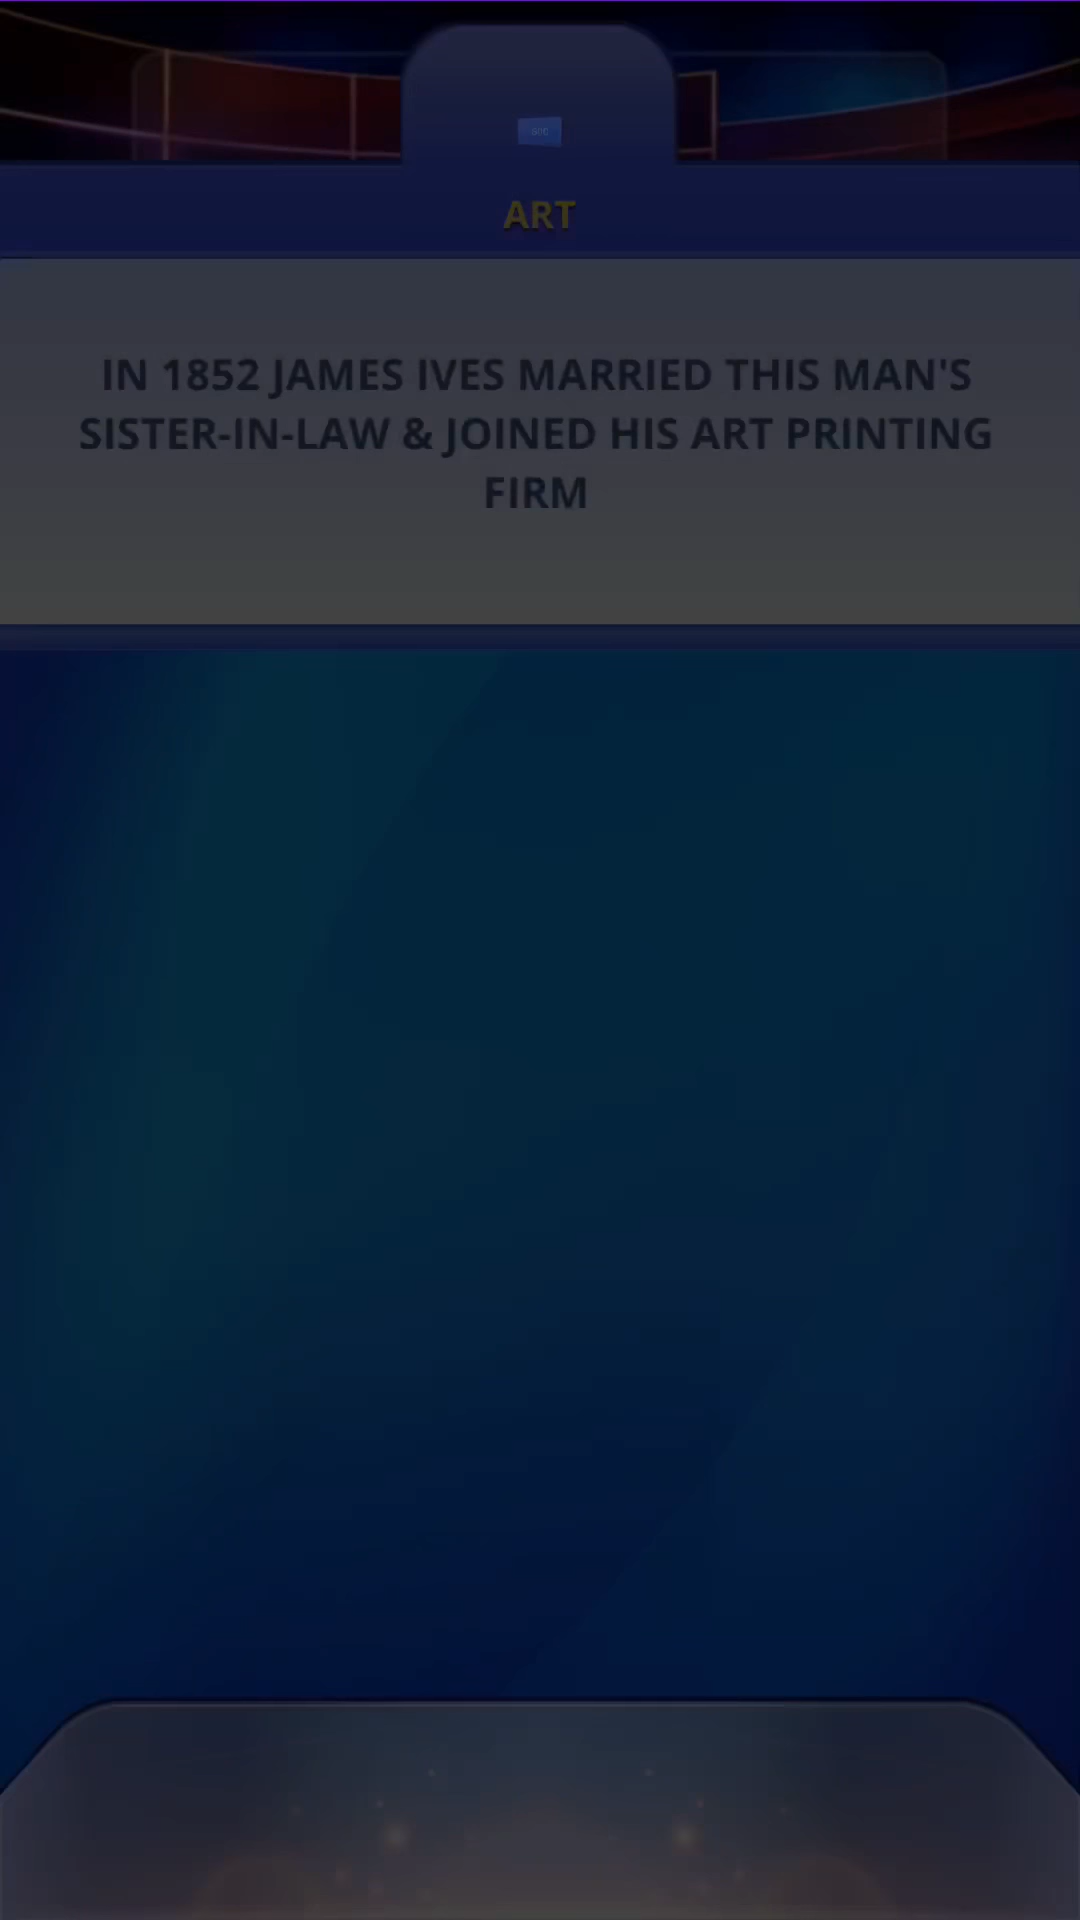 ART
IN 1852 JAMES IVES MARRIED THIS MAN'S
SISTER-IN-LAW & JOINED HIS ART PRINTING
FIRM